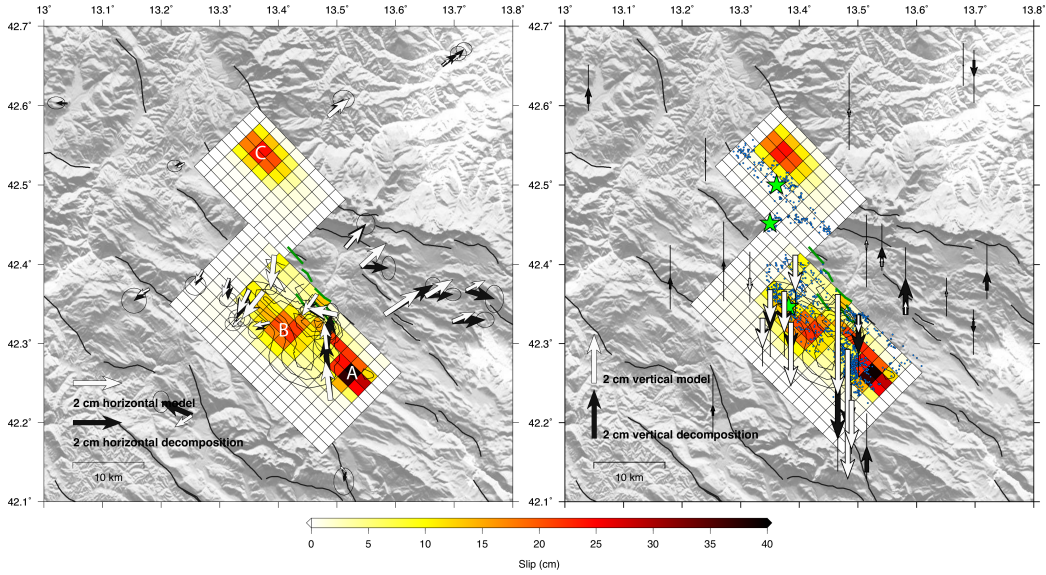 13˚ 13.1˚ 13.2˚ 13.3˚ 13.4˚ 13.5˚ 13.6˚ 13.7˚ 13.8˚ 13˚ 13.1˚ 13.2˚ 13.3˚ 13.4˚ 13.5˚ 13.6˚ 13.7˚ 13.8˚
42.7˚ 42.7˚
42.6˚ 42.6˚
C
42.5˚ 42.5˚
42.4˚ 42.4˚
B
42.3˚ 42.3˚
A
2 cm horizontal model 2 cm vertical model
42.2˚ 42.2˚
2 cm horizontal decomposition 2 cm vertical decomposition
10 km 10 km
42.1˚ 42.1˚
0 5 10 15 20 25 30 35 40
Slip (cm)